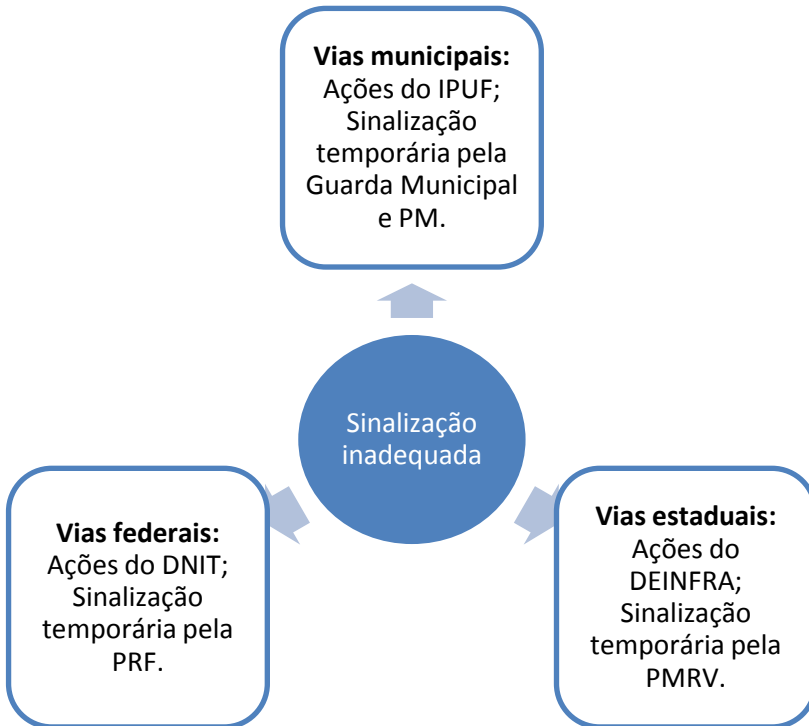 Vias municipais:
Ações do IPUF;
Sinalização
temporária pela
Guarda Municipal
e PM.
Sinalização
inadequada
Vias federais:
Ações do DNIT;
Sinalização
temporária pela
PRF.
Vias estaduais:
Ações do
DEINFRA;
Sinalização
temporária pela
PMRV.